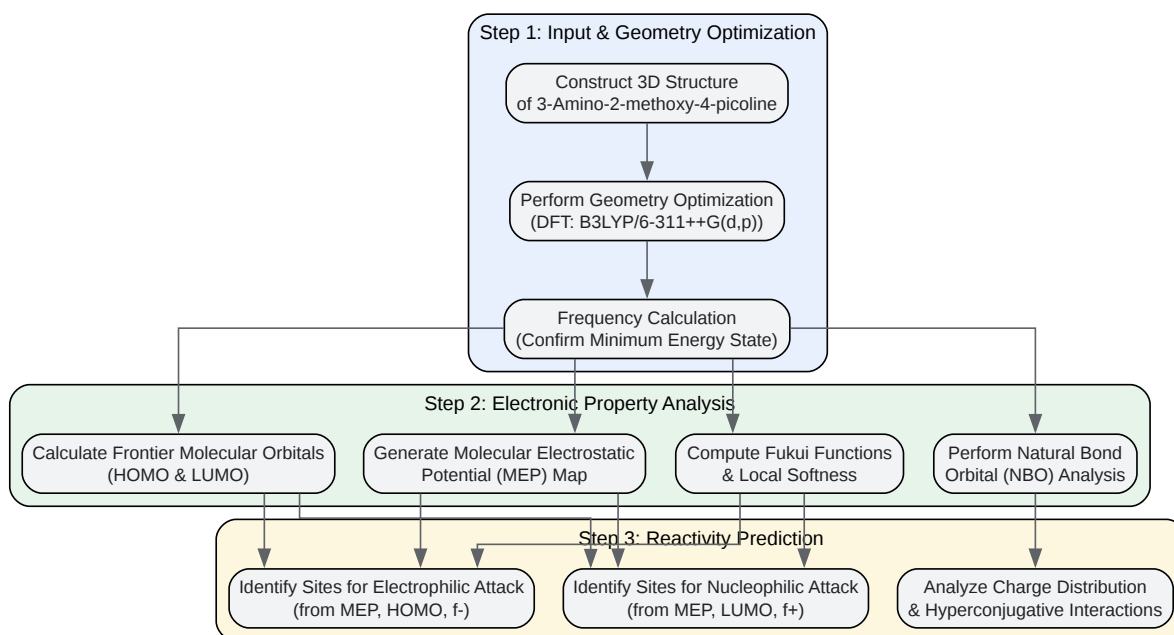 Step 1: Input & Geometry Optimization
Construct 3D Structure
of 3-Amino-2-methoxy-4-picoline
Perform Geometry Optimization
(DFT: B3LYP/6-311++G(d,p))
Frequency Calculation
(Confirm Minimum Energy State)
Step 2: Electronic Property Analysis
Calculate Frontier Molecular Orbitals
(HOMO & LUMO)
Generate Molecular Electrostatic
Potential (MEP) Map
Compute Fukui Functions
& Local Softness
Perform Natural Bond
Orbital (NBO) Analysis
Step 3: Reactivity Prediction
Identify Sites for Electrophilic Attack
(from MEP, HOMO, f-)
Identify Sites for Nucleophilic Attack
(from MEP, LUMO, f+)
Analyze Charge Distribution
& Hyperconjugative Interactions